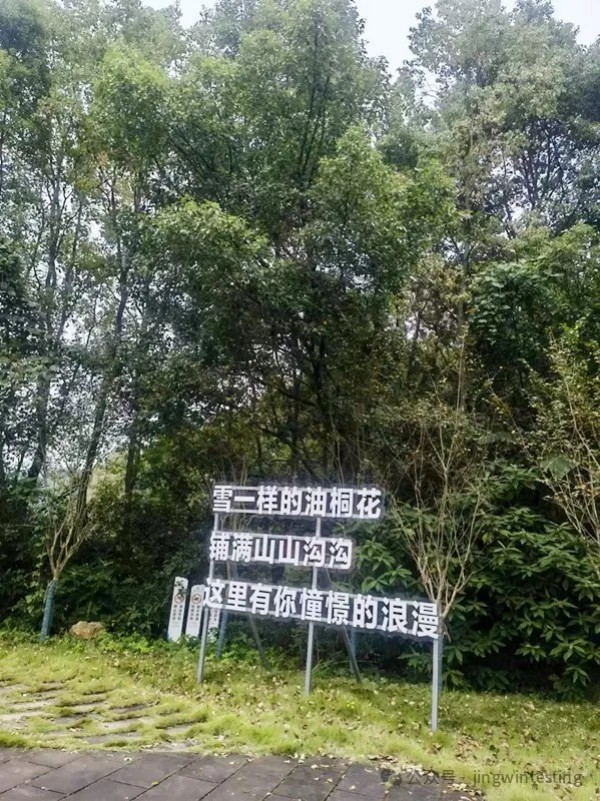 雪一样的油桐花
铺满山山沟沟
这里有你憧憬的浪漫
公众号 · jingwintesting